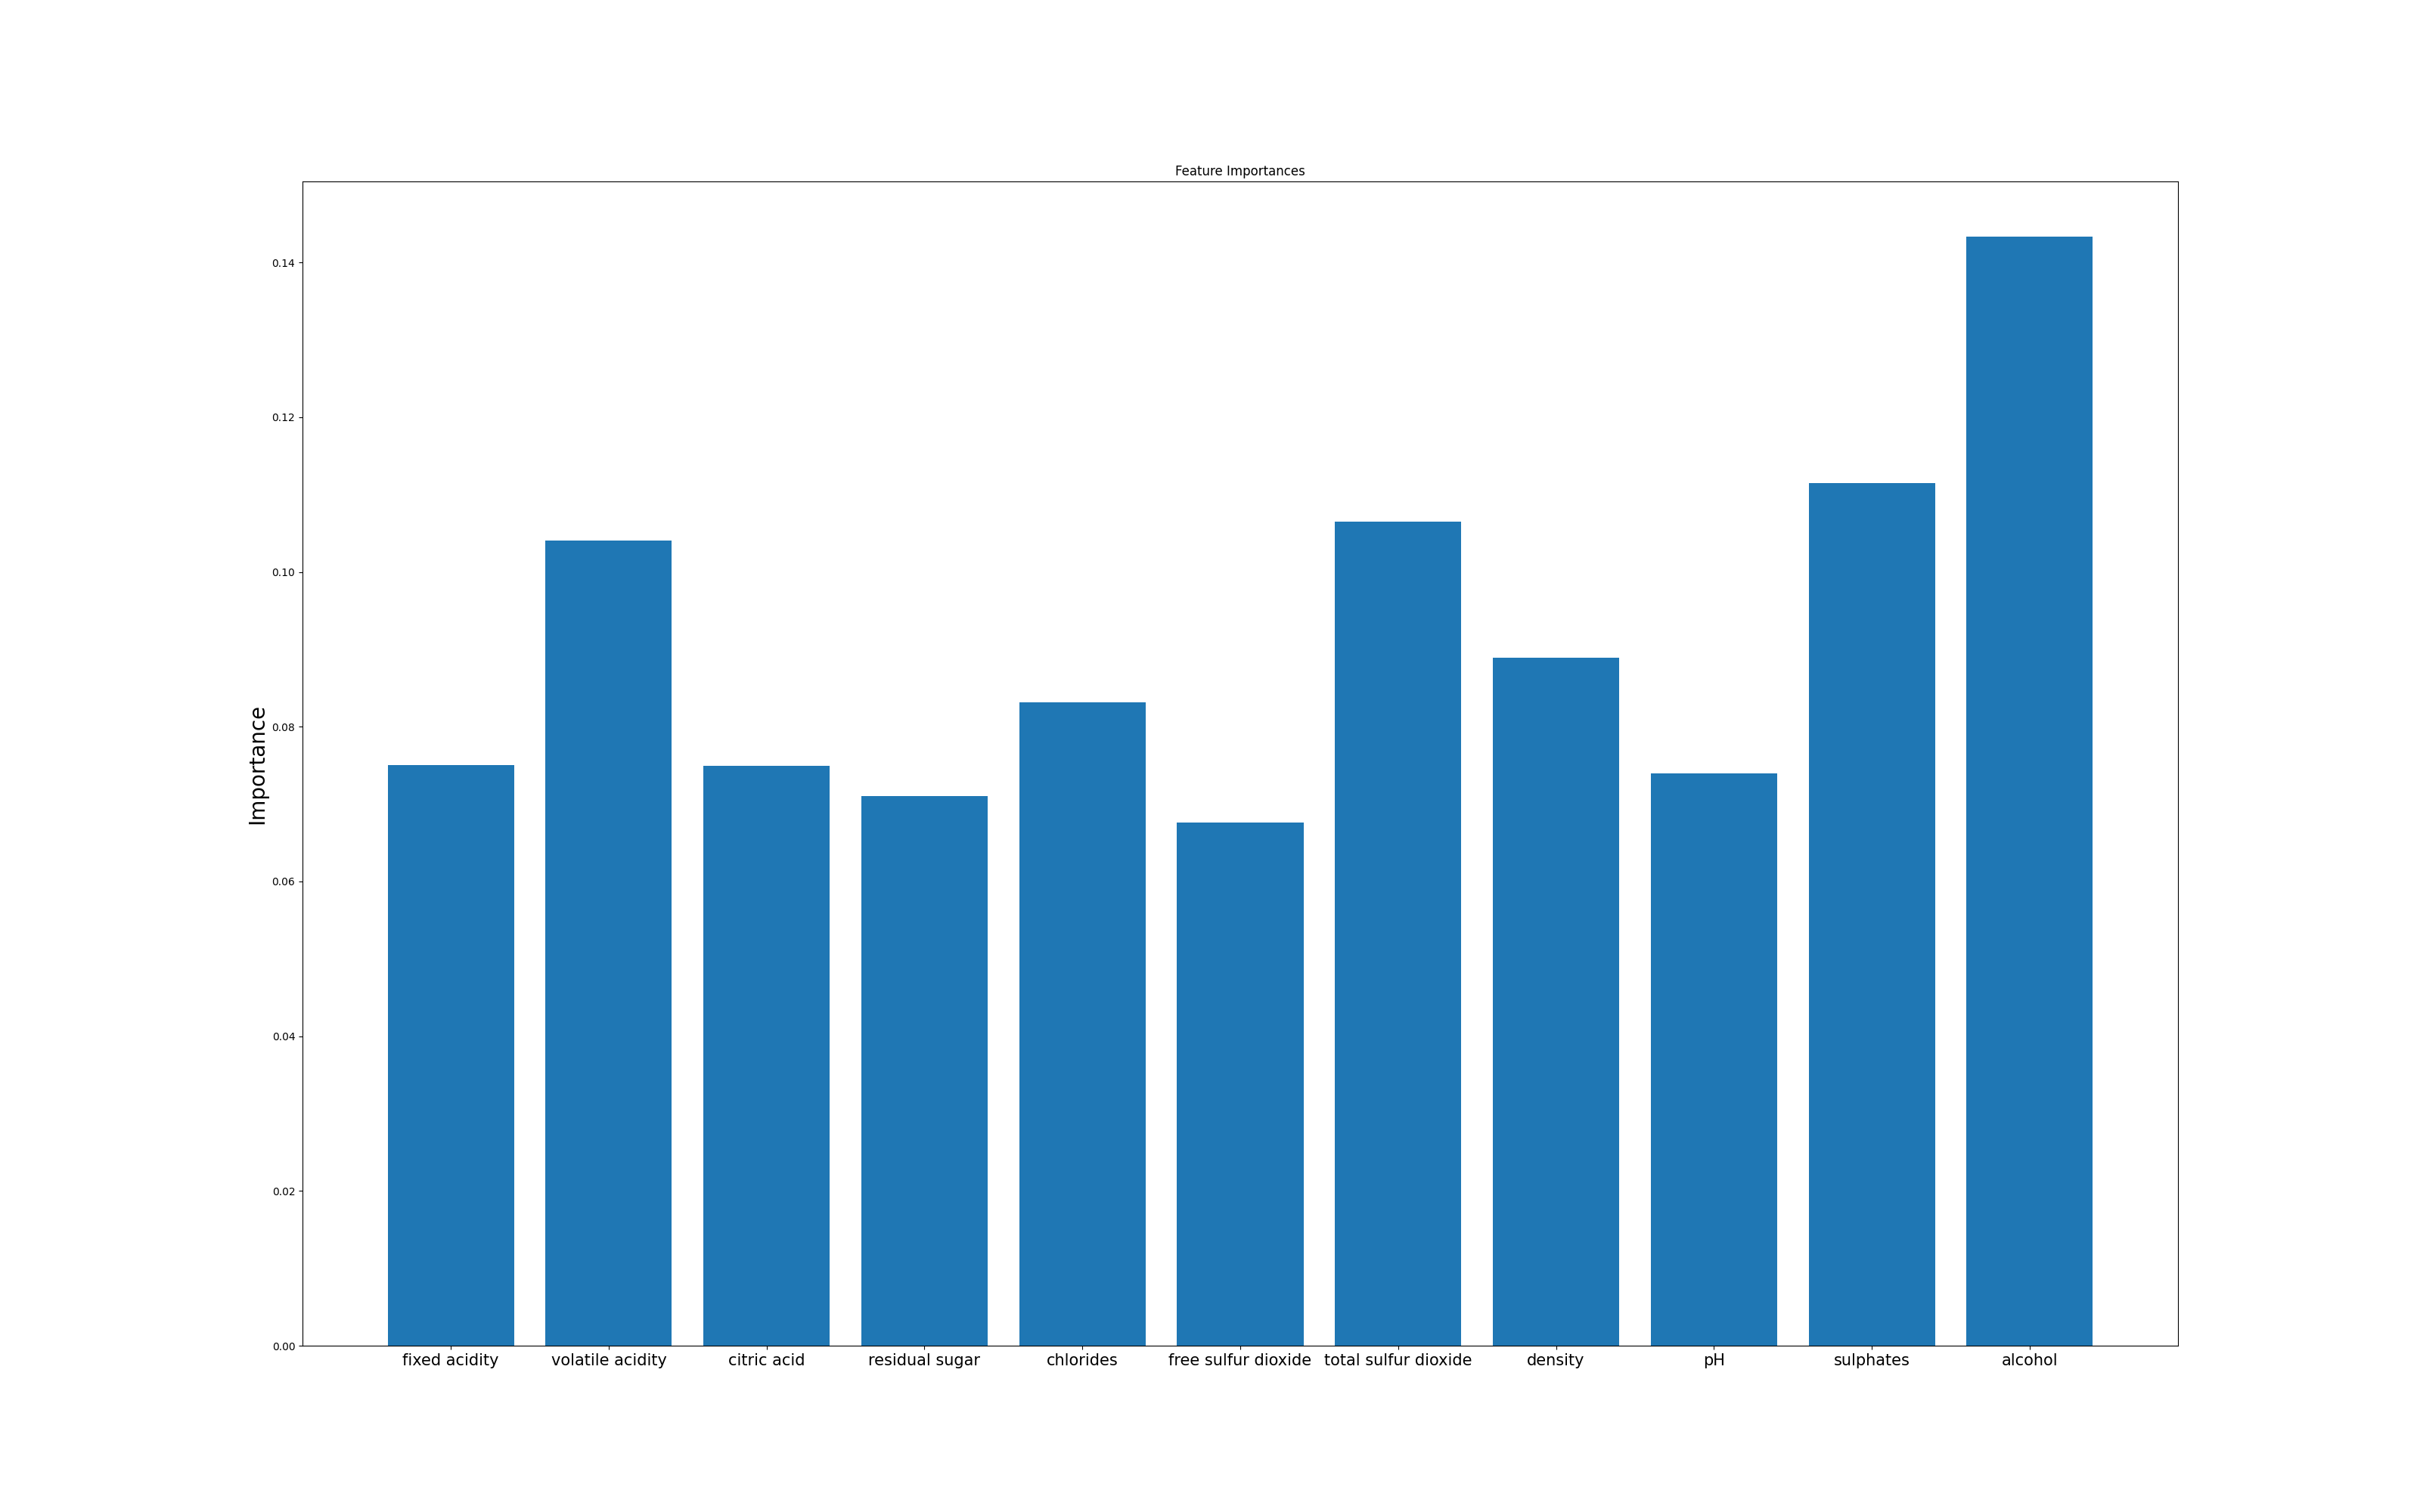 Feature Importances
Importance
0.14
0.12
0.10
0.08
0.06
0.04
0.02
0.00
fixed acidity volatile acidity citric acid residual sugar chlorides free sulfur dioxide total sulfur dioxide density pH sulphates alcohol